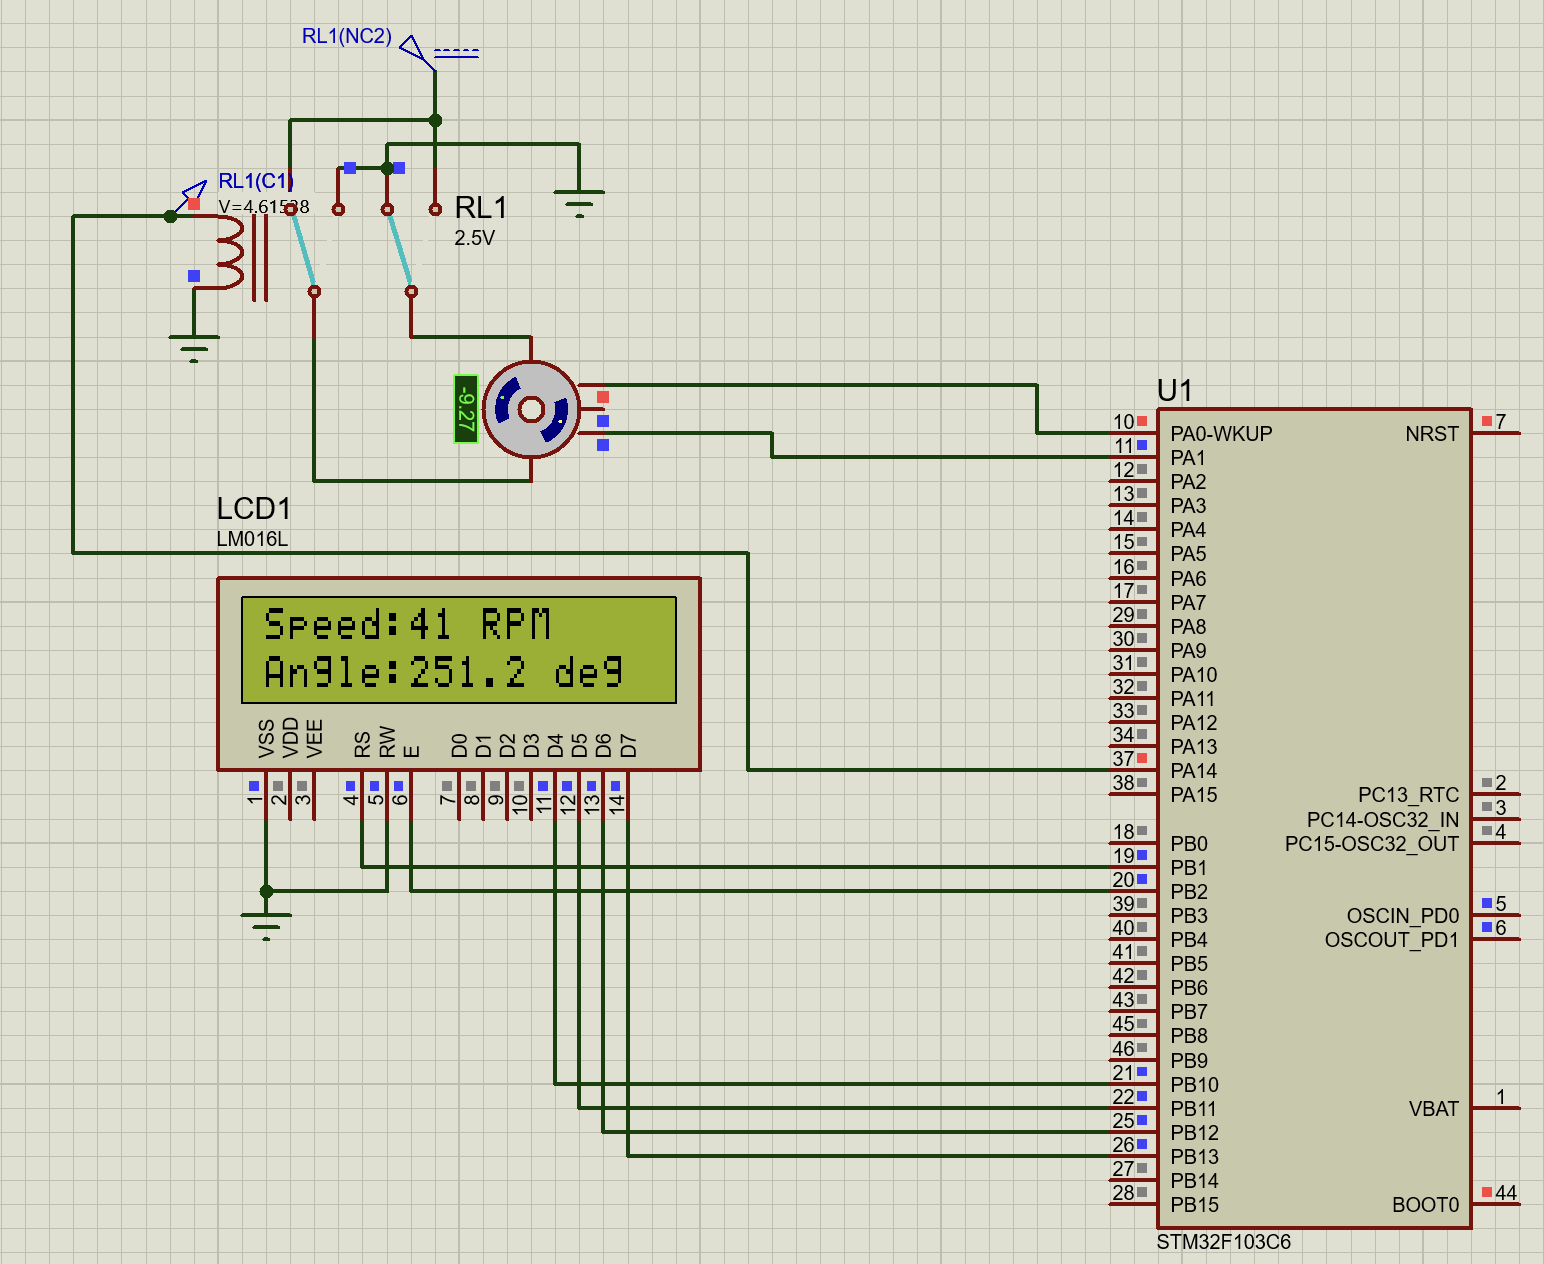 RL1(NC2)
RL1(C1)
V=4.61538
RL1
2.5V
-9.27
LCD1
LM016L
Speed:41 RPM
Angle:251.2 deg
VSS VDD VEE RS RW E D0 D1 D2 D3 D4 D5 D6 D7
1 2 3 4 5 6 7 8 9 10 11 12 13 14
U1
10 PA0-WKUP NRST 7
11 PA1
12 PA2
13 PA3
14 PA4
15 PA5
16 PA6
17 PA7
29 PA8
30 PA9
31 PA10
32 PA11
33 PA12
34 PA13
37 PA14
38 PA15 PC13_RTC 2
PC14-OSC32_IN 3
18 PB0 PC15-OSC32_OUT 4
19 PB1
20 PB2
39 PB3 OSCIN_PD0 5
40 PB4 OSCOUT_PD1 6
41 PB5
42 PB6
43 PB7
45 PB8
46 PB9
21 PB10
22 PB11 VBAT 1
25 PB12
26 PB13
27 PB14
28 PB15 BOOT0 44
STM32F103C6